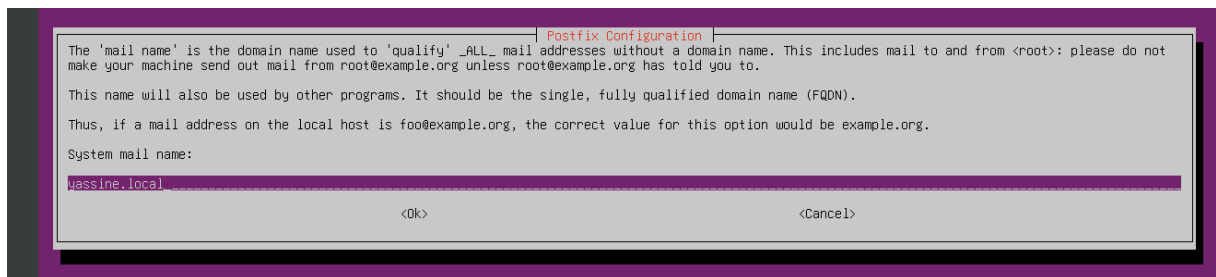 Postfix Configuration
The 'mail name' is the domain name used to 'qualify' _ALL_ mail addresses without a domain name. This includes mail to and from <root>: please do not
make your machine send out mail from root@example.org unless root@example.org has told you to.
This name will also be used by other programs. It should be the single, fully qualified domain name (FQDN).
Thus, if a mail address on the local host is foo@example.org, the correct value for this option would be example.org.
System mail name:
yassine.local
<Ok> <Cancel>